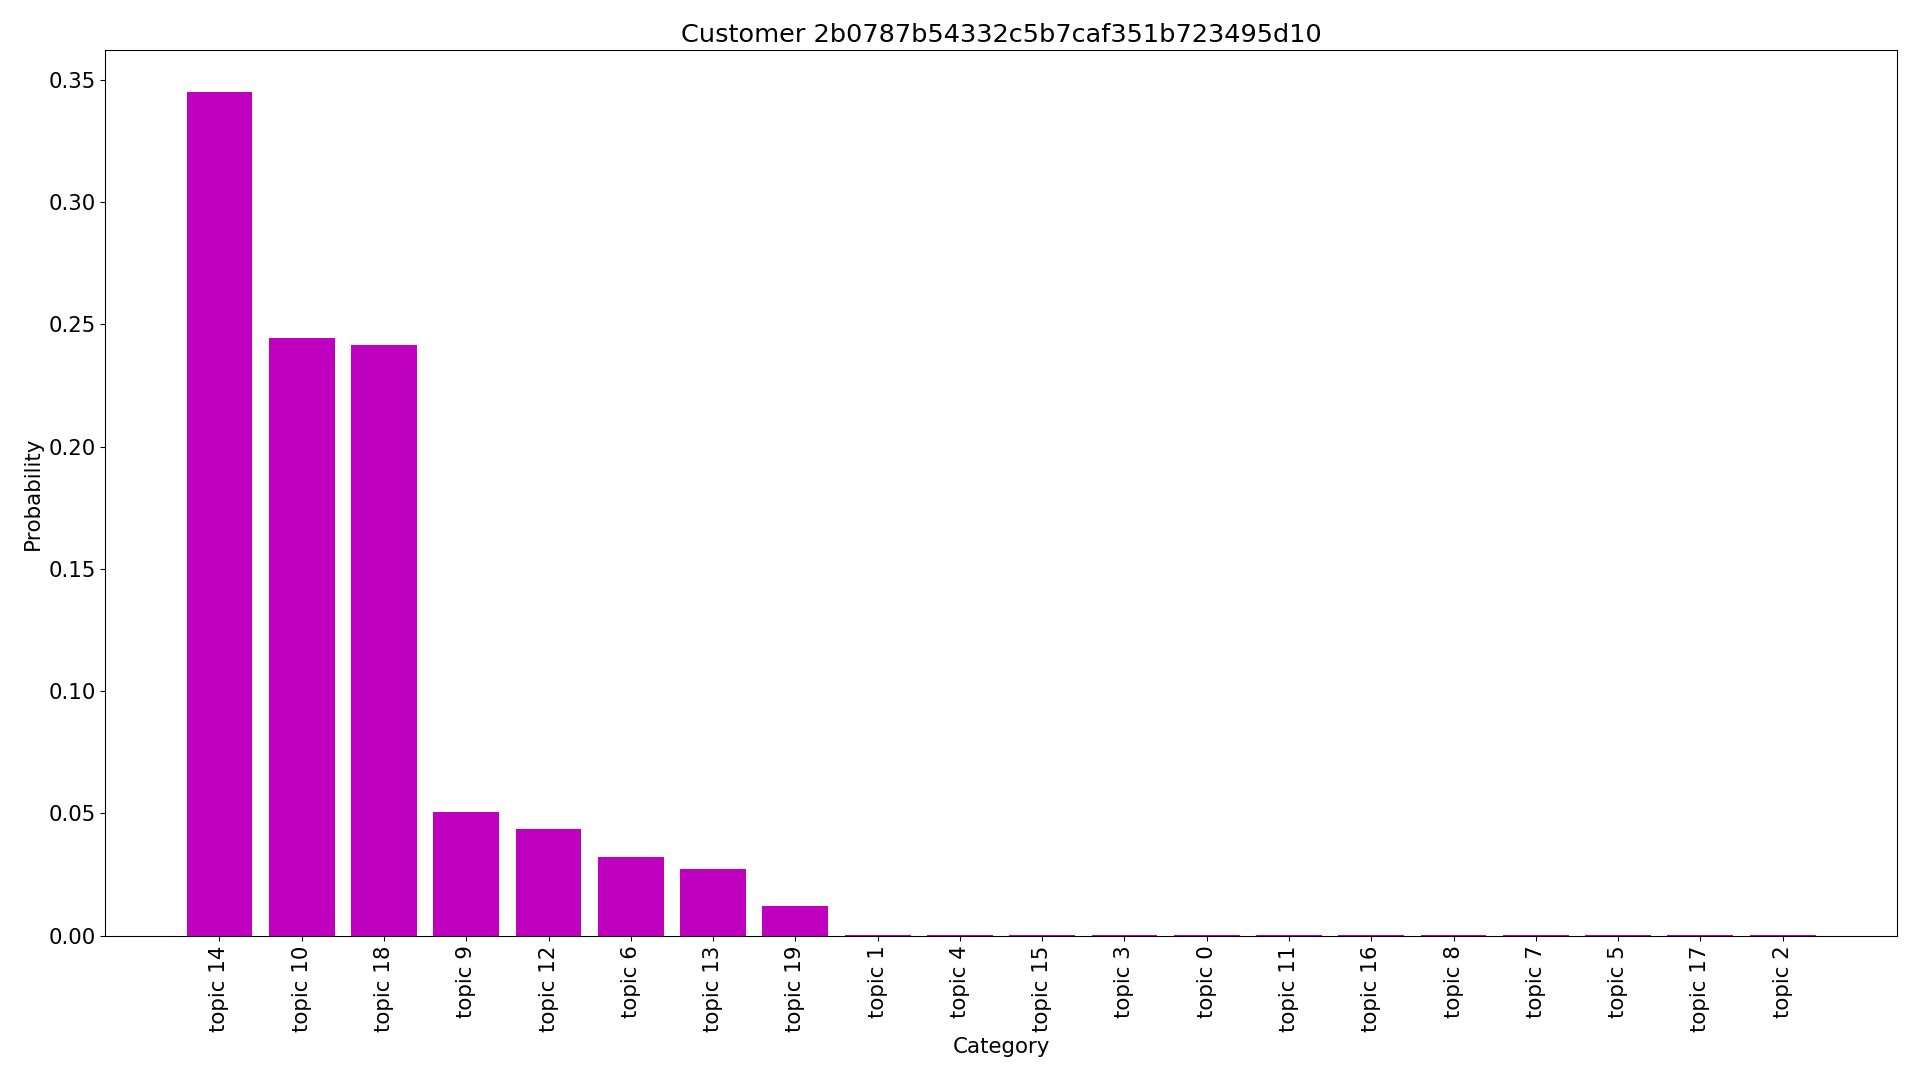 Customer 2b0787b54332c5b7caf351b723495d10
Probability
0.35
0.30
0.25
0.20
0.15
0.10
0.05
0.00
topic 14
topic 10
topic 18
topic 9
topic 12
topic 6
topic 13
topic 19
topic 1
topic 4
topic 15
topic 3
topic 0
topic 11
topic 16
topic 8
topic 7
topic 5
topic 17
topic 2
Category